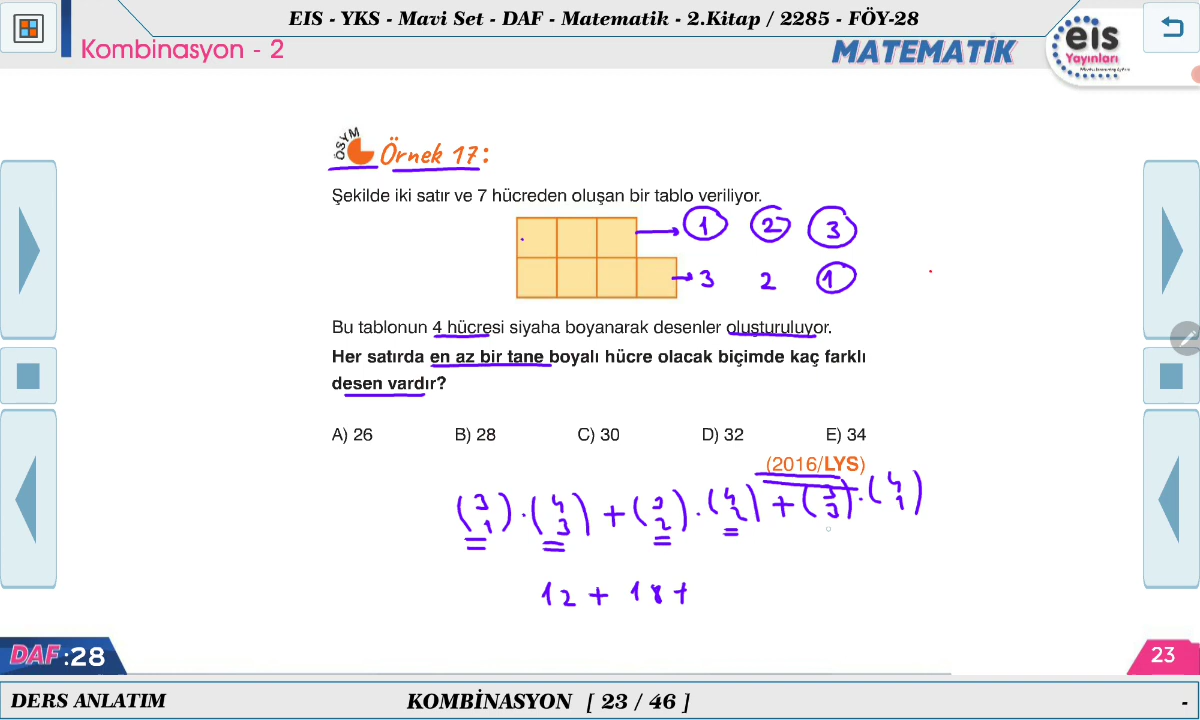 EIS - YKS - Mavi Set - DAF - Matematik - 2.Kitap / 2285 - FÖY-28
Kombinasyon - 2
MATEMATİK
eis
Yayınları
ÖSYM Örnek 17:
Şekilde iki satır ve 7 hücreden oluşan bir tablo veriliyor.
1 2 3
3 2 1
Bu tablonun 4 hücresi siyaha boyanarak desenler oluşturuluyor.
Her satırda en az bir tane boyalı hücre olacak biçimde kaç farklı
desen vardır?
A) 26 B) 28 C) 30 D) 32 E) 34
(2016/LYS)
(3 1) · (4 3) + (3 2) · (4 2) + (3 3) · (4 1)
12 + 18 +
DAF:28
23
DERS ANLATIM KOMBİNASYON [ 23 / 46 ] -